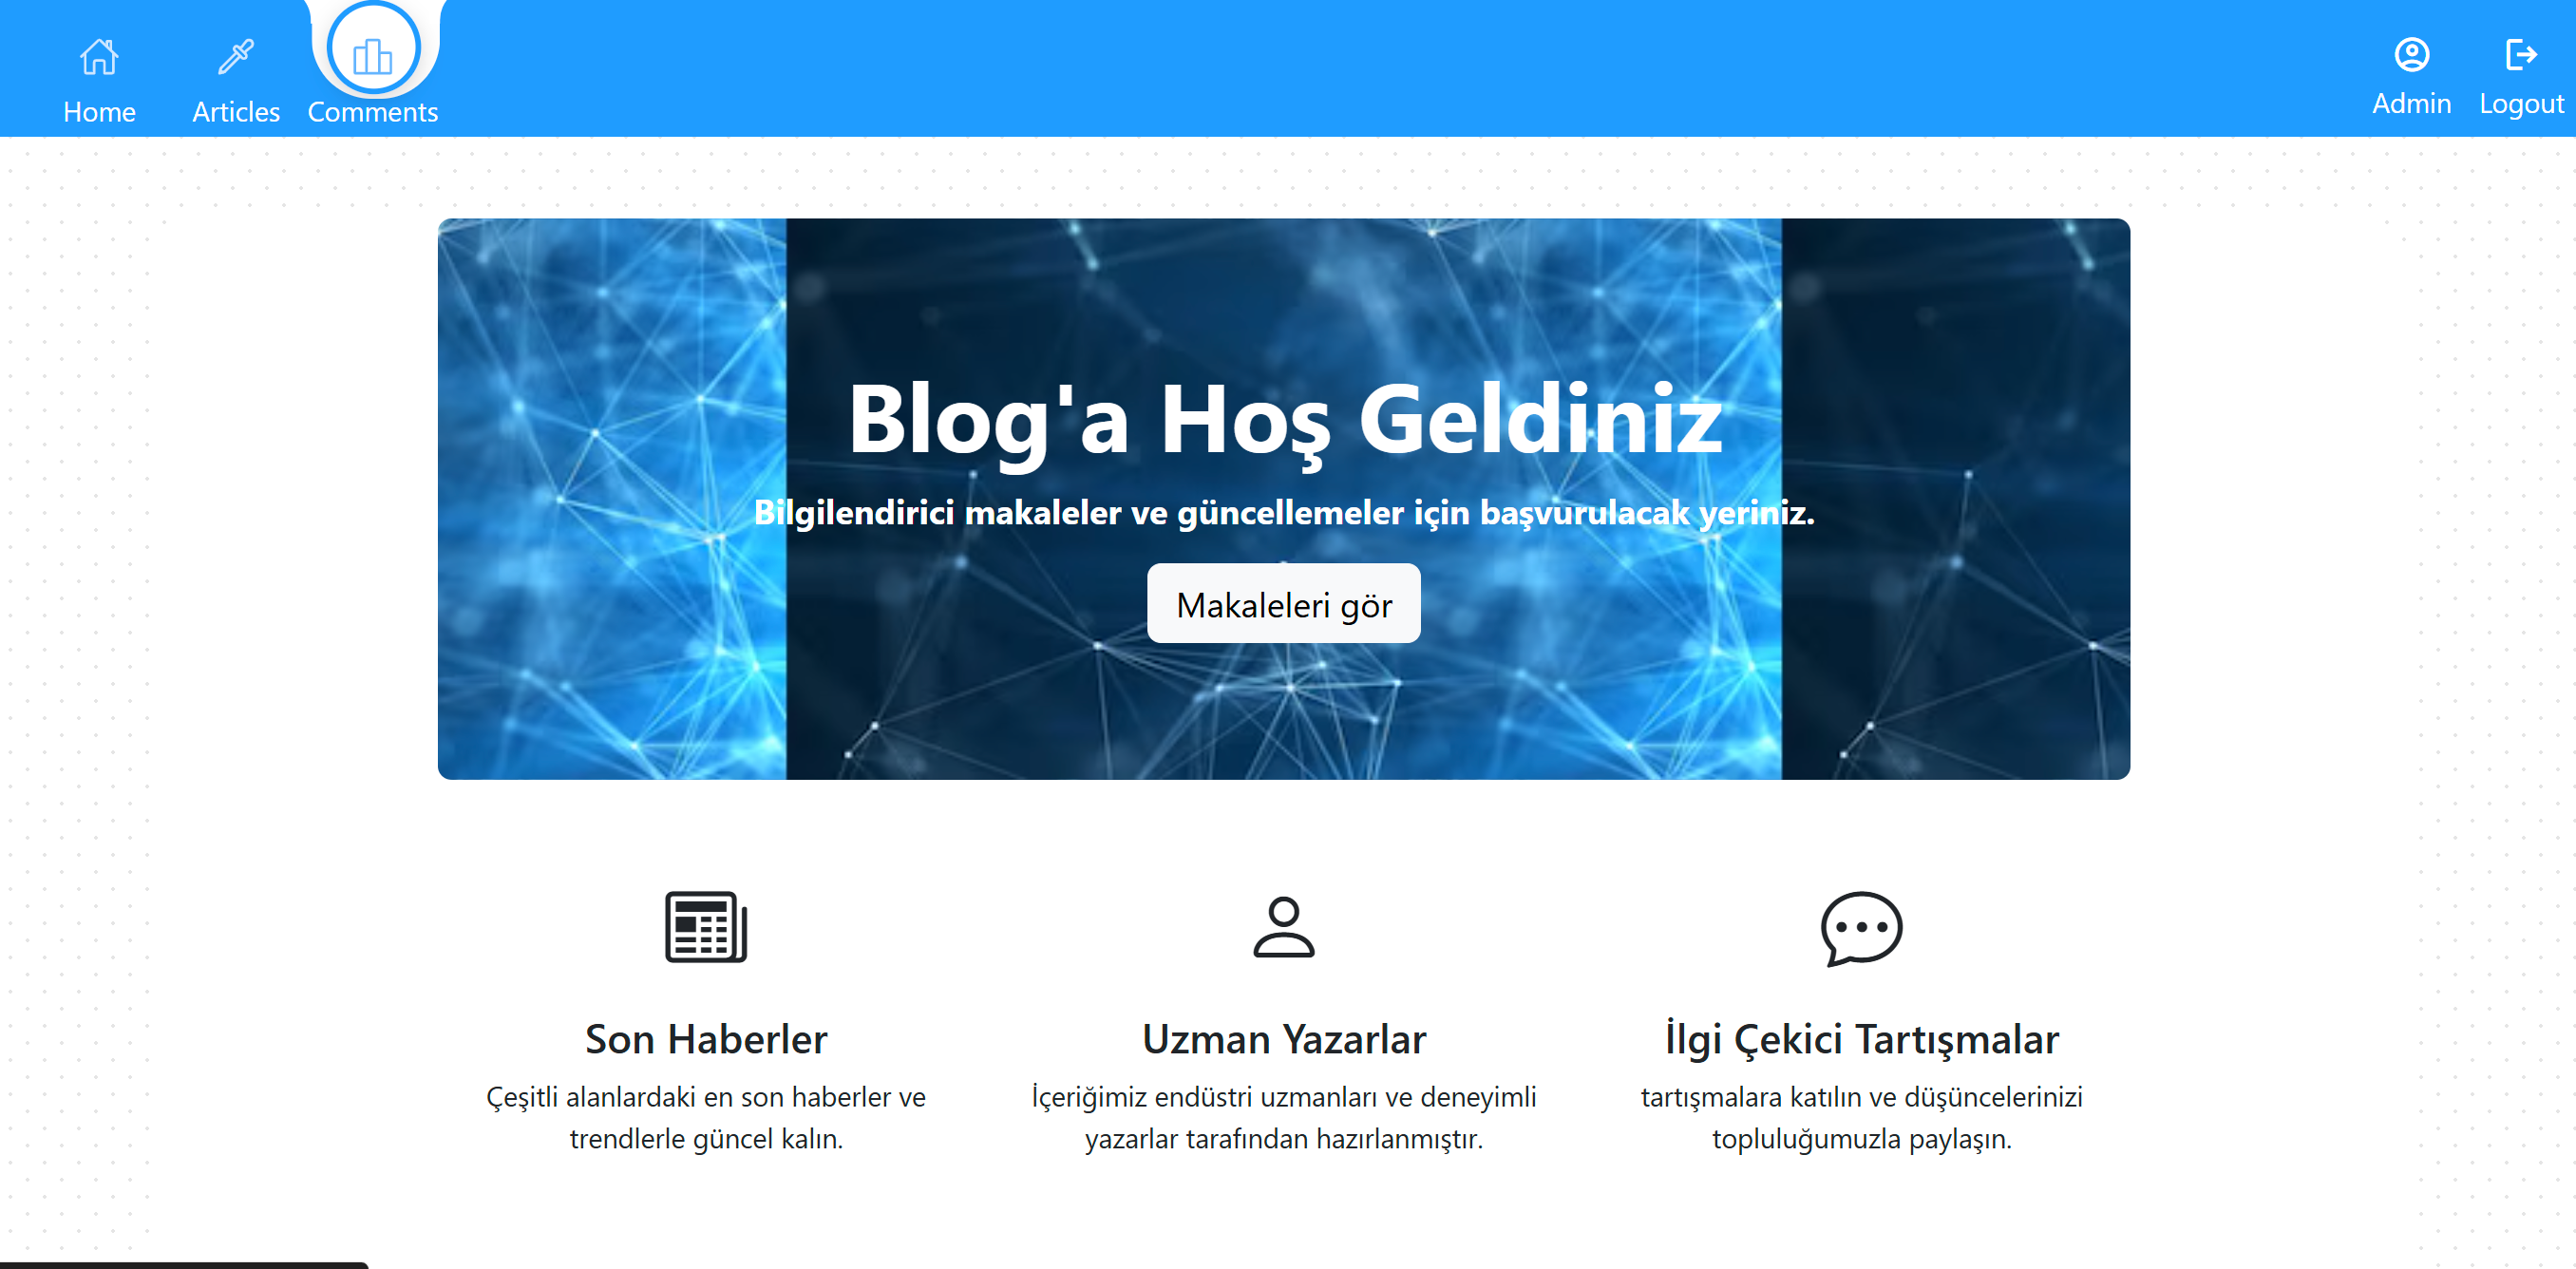 Home
Articles
Comments
Admin
Logout
Blog'a Hoş Geldiniz
Bilgilendirici makaleler ve güncellemeler için başvurulacak yeriniz.
Makaleleri gör
Son Haberler
Çeşitli alanlardaki en son haberler ve
trendlerle güncel kalın.
Uzman Yazarlar
İçeriğimiz endüstri uzmanları ve deneyimli
yazarlar tarafından hazırlanmıştır.
İlgi Çekici Tartışmalar
tartışmalara katılın ve düşüncelerinizi
topluluğumuzla paylaşın.